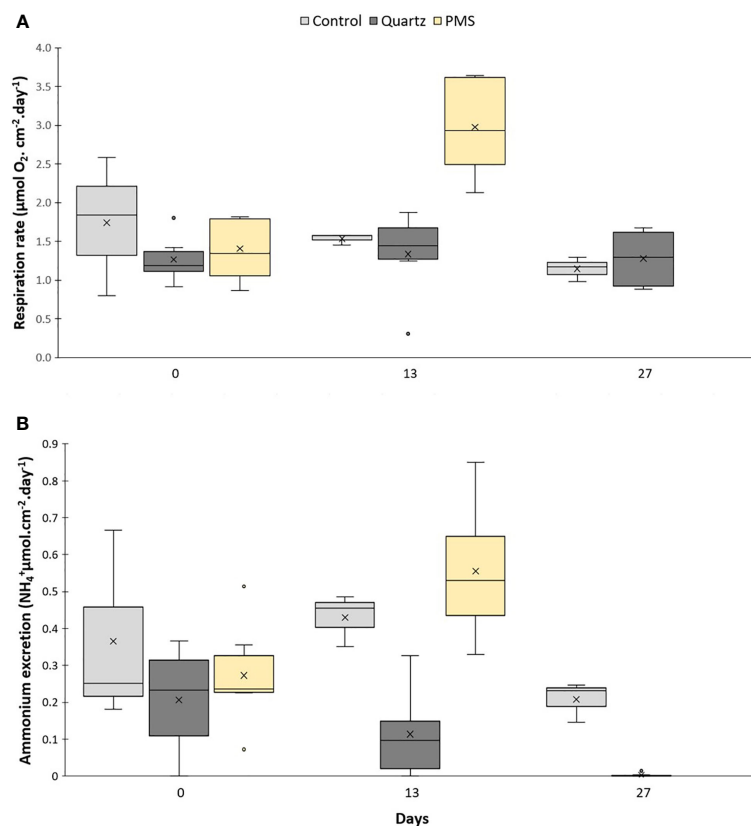 A
Control Quartz PMS
Respiration rate (µmol O₂. cm⁻².day⁻¹)
4.0
3.5
3.0
2.5
2.0
1.5
1.0
0.5
0.0
0 13 27
B
Ammonium excretion (NH₄⁺µmol.cm⁻².day⁻¹)
0.9
0.8
0.7
0.6
0.5
0.4
0.3
0.2
0.1
0
0 13 27
Days